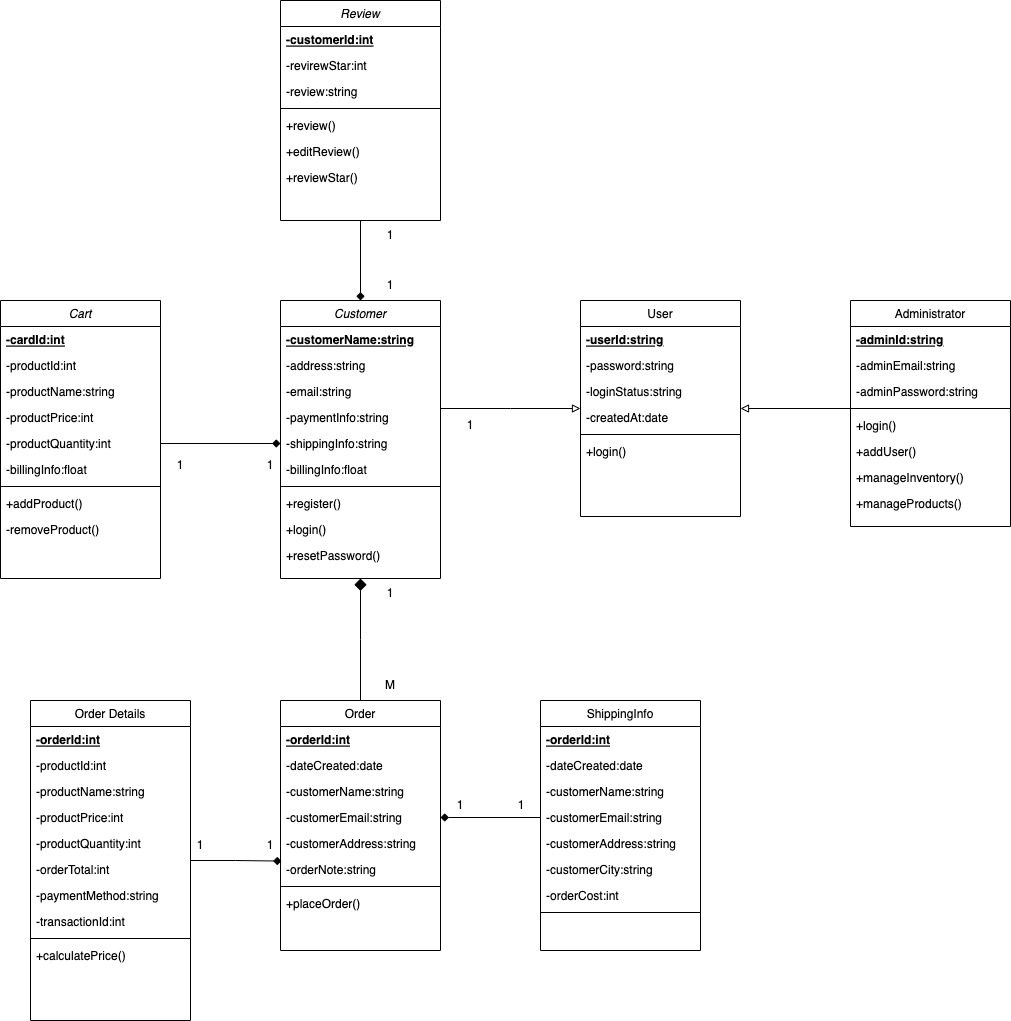 Review
-customerId:int
-revirewStar:int
-review:string
+review()
+editReview()
+reviewStar()
1
1
Cart
-cardId:int
-productId:int
-productName:string
-productPrice:int
-productQuantity:int
-billingInfo:float
+addProduct()
-removeProduct()
1
1
Customer
-customerName:string
-address:string
-email:string
-paymentInfo:string
-shippingInfo:string
-billingInfo:float
+register()
+login()
+resetPassword()
1
User
-userId:string
-password:string
-loginStatus:string
-createdAt:date
+login()
Administrator
-adminId:string
-adminEmail:string
-adminPassword:string
+login()
+addUser()
+manageInventory()
+manageProducts()
1
M
Order Details
-orderId:int
-productId:int
-productName:string
-productPrice:int
-productQuantity:int
-orderTotal:int
-paymentMethod:string
-transactionId:int
+calculatePrice()
1
1
Order
-orderId:int
-dateCreated:date
-customerName:string
-customerEmail:string
-customerAddress:string
-orderNote:string
+placeOrder()
1
1
ShippingInfo
-orderId:int
-dateCreated:date
-customerName:string
-customerEmail:string
-customerAddress:string
-customerCity:string
-orderCost:int